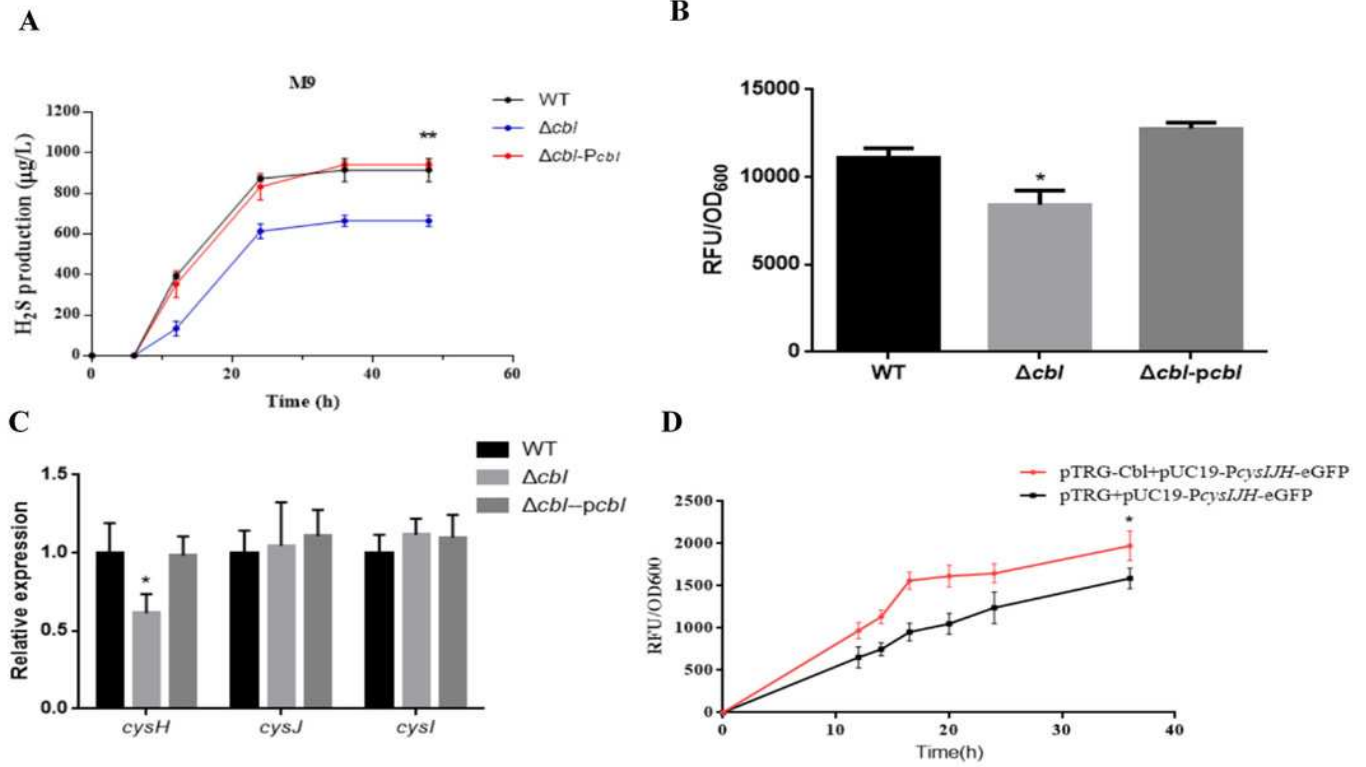 A
M9
1200
1000
800
600
400
200
0
H₂S production (µg/L)
0 20 40 60
Time (h)
**
WT
Δcbl
Δcbl-Pcbl
B
15000
10000
5000
0
RFU/OD₆₀₀
*
WT Δcbl Δcbl-pcbl
C
WT
Δcbl
Δcbl--pcbl
1.5
1.0
0.5
0.0
Relative expression
*
cysH cysJ cysI
D
pTRG-Cbl+pUC19-PcysIJH-eGFP
pTRG+pUC19-PcysIJH-eGFP
2500
2000
1500
1000
500
0
RFU/OD600
*
0 10 20 30 40
Time(h)